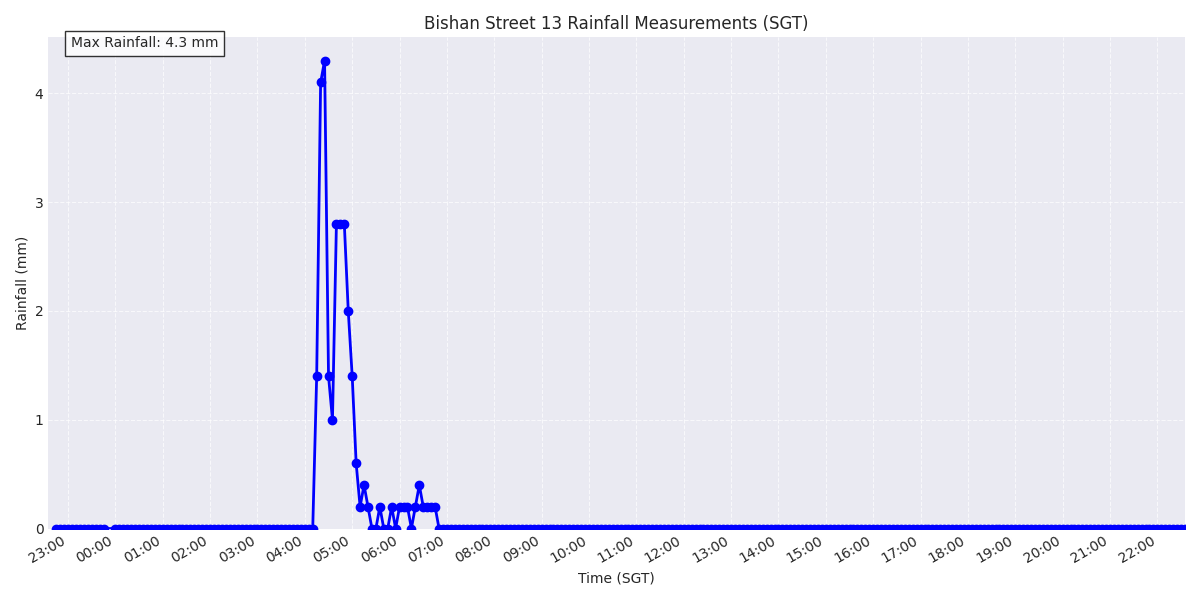 Bishan Street 13 Rainfall Measurements (SGT)
Max Rainfall: 4.3 mm
4
3
2
1
0
Rainfall (mm)
23:00 00:00 01:00 02:00 03:00 04:00 05:00 06:00 07:00 08:00 09:00 10:00 11:00 12:00 13:00 14:00 15:00 16:00 17:00 18:00 19:00 20:00 21:00 22:00
Time (SGT)